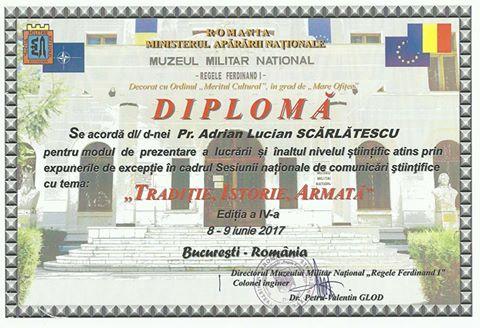 ROMANIA
MINISTERUL APĂRĂRII NAȚIONALE
MUZEUL MILITAR NATIONAL
- REGELE FERDINAND I -
Decorat cu Ordinul „Meritul Cultural”, în grad de „Mare Ofițer”
DIPLOMĂ
Se acordă dl/ d-nei Pr. Adrian Lucian SCĂRLĂTESCU
pentru modul de prezentare a lucrării și înaltul nivelul științific atins prin
expunerile de excepție în cadrul Sesiunii naționale de comunicări științifice
cu tema:
„TRADIȚIE, ISTORIE, ARMATĂ”
Ediția a IV-a
8 - 9 iunie 2017
București - România
Directorul Muzeului Militar Național „Regele Ferdinand I”
Colonel inginer
Dr. Petru-Valentin GLOD